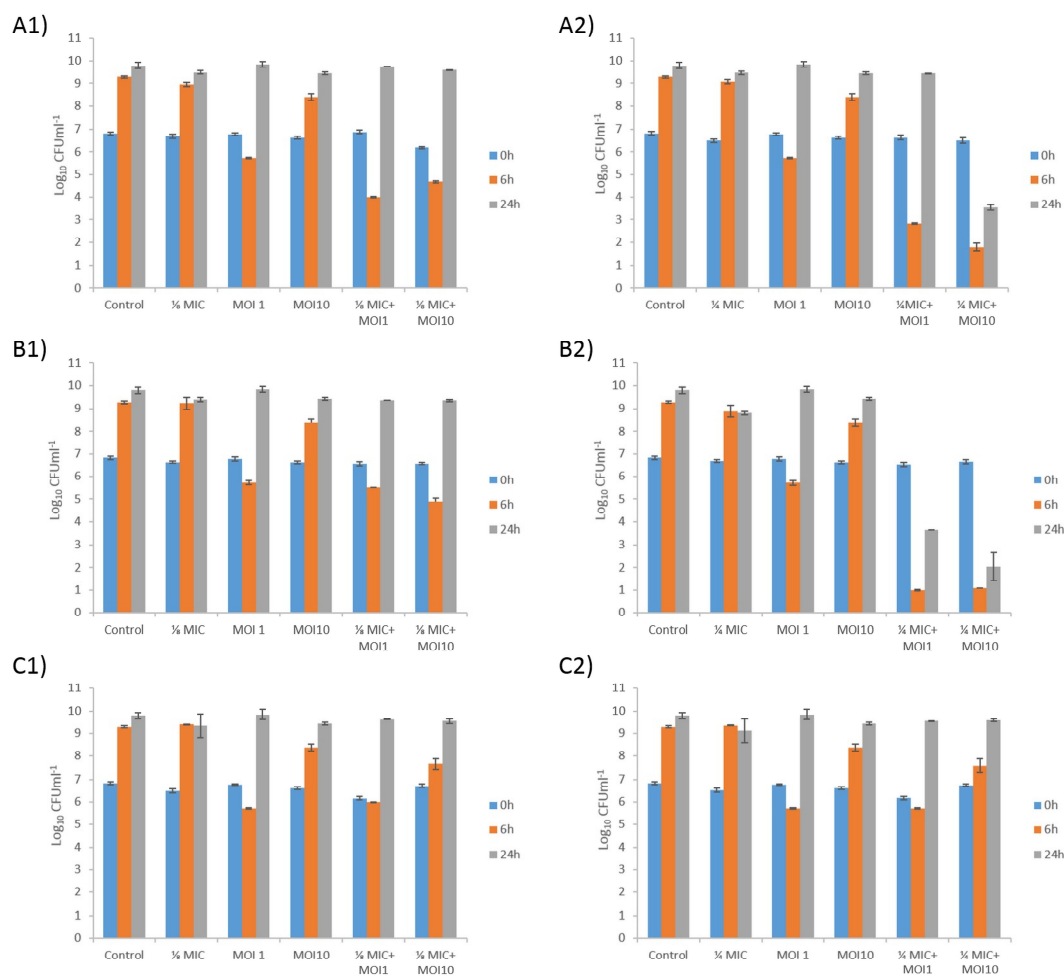 A1)
Log₁₀ CFUml⁻¹
11
10
9
8
7
6
5
4
3
2
1
0
Control ⅛ MIC MOI 1 MOI10 ⅛ MIC+ ⅛ MIC+
MOI1 MOI10
0h
6h
24h
A2)
Log₁₀ CFUml⁻¹
11
10
9
8
7
6
5
4
3
2
1
0
Control ¼ MIC MOI 1 MOI10 ¼MIC+ ¼ MIC+
MOI1 MOI10
0h
6h
24h
B1)
Log₁₀ CFUml⁻¹
11
10
9
8
7
6
5
4
3
2
1
0
Control ⅛ MIC MOI 1 MOI10 ⅛ MIC+ ⅛ MIC+
MOI1 MOI10
0h
6h
24h
B2)
Log₁₀ CFUml⁻¹
11
10
9
8
7
6
5
4
3
2
1
0
Control ¼ MIC MOI 1 MOI10 ¼ MIC+ ¼ MIC+
MOI1 MOI10
0h
6h
24h
C1)
Log₁₀ CFUml⁻¹
11
10
9
8
7
6
5
4
3
2
1
0
Control ⅛ MIC MOI 1 MOI10 ⅛ MIC+ ⅛ MIC+
MOI1 MOI10
0h
6h
24h
C2)
Log₁₀ CFUml⁻¹
11
10
9
8
7
6
5
4
3
2
1
0
Control ¼ MIC MOI 1 MOI10 ¼ MIC+ ¼ MIC+
MOI1 MOI10
0h
6h
24h